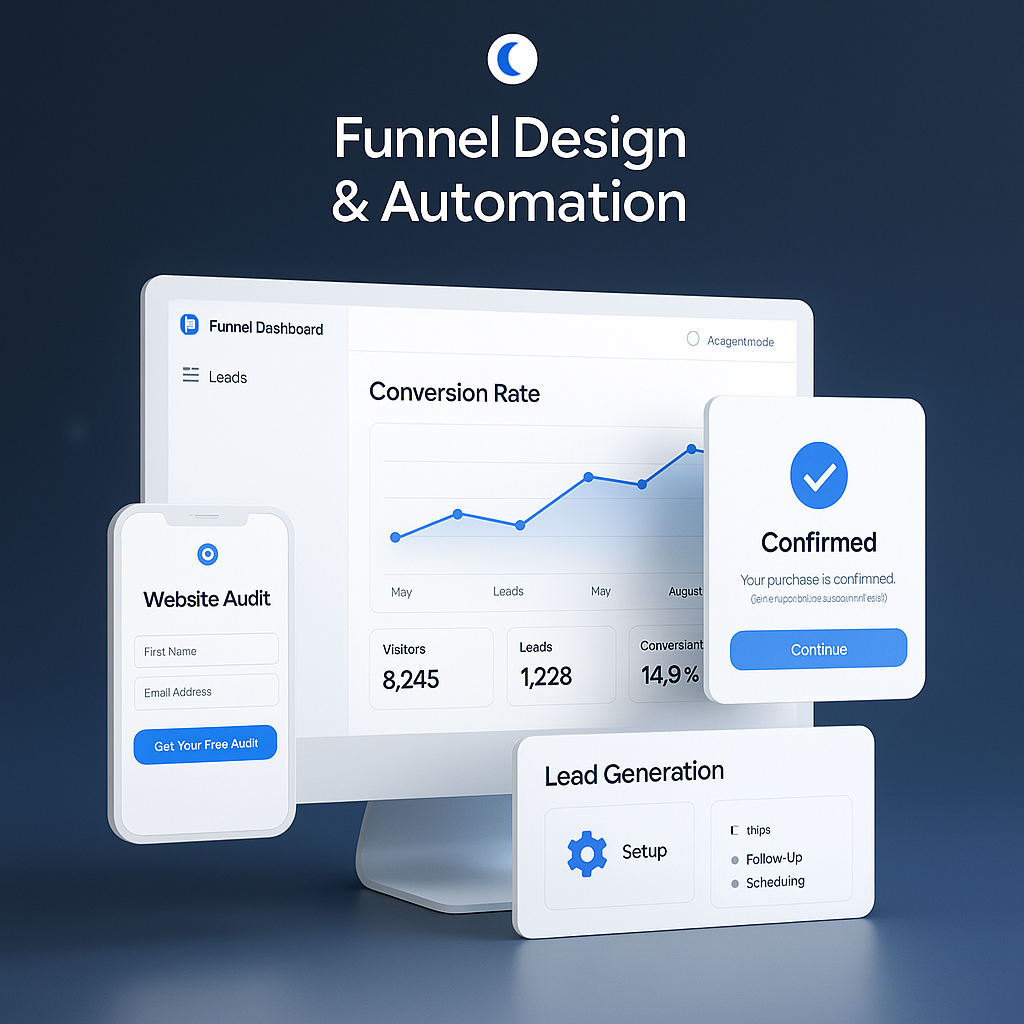 Funnel Design
& Automation
Funnel Dashboard
Acagentmode
Leads
Conversion Rate
May
Leads
May
August
Visitors
8,245
Leads
1,228
Conversiant
14,9%
Website Audit
First Name
Email Address
Get Your Free Audit
Confirmed
Your purchase is confimned.
Continue
Lead Generation
Setup
thips
Follow-Up
Scheduing